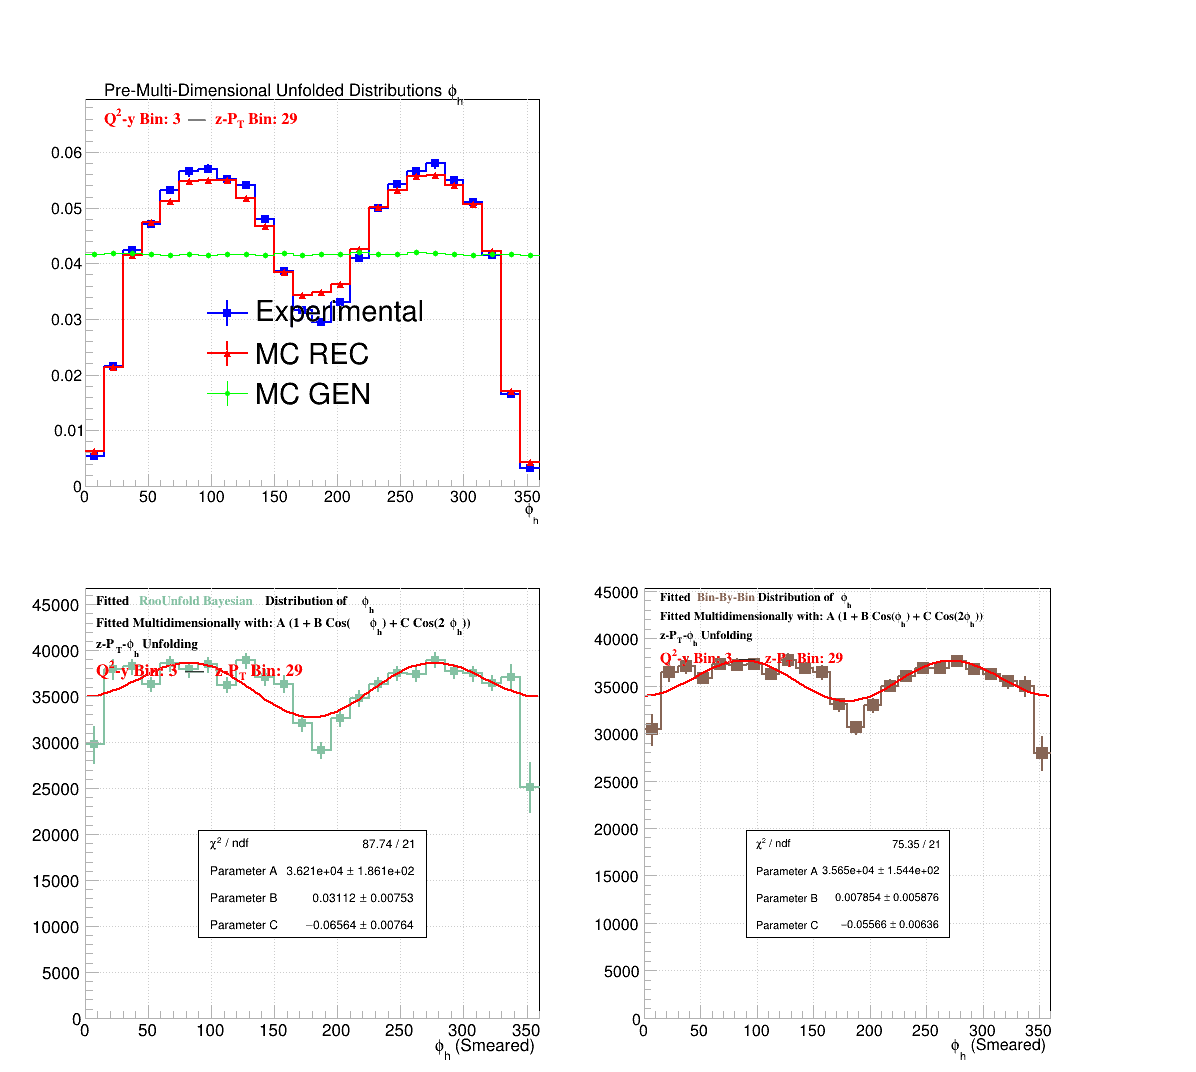 Pre-Multi-Dimensional Unfolded Distributions ϕh
Q²-y Bin: 3 — z-PT Bin: 29
0.06
0.05
0.04
0.03
0.02
0.01
0
Experimental
MC REC
MC GEN
0 50 100 150 200 250 300 350
ϕh
Fitted RooUnfold Bayesian Distribution of ϕh
Fitted Multidimensionally with: A (1 + B Cos( ϕh) + C Cos(2 ϕh))
z-PT-ϕh Unfolding
Q²-y Bin: 3 — z-PT Bin: 29
45000
40000
35000
30000
25000
20000
15000
10000
5000
0
χ² / ndf 87.74 / 21
Parameter A 3.621e+04 ± 1.861e+02
Parameter B 0.03112 ± 0.00753
Parameter C −0.06564 ± 0.00764
0 50 100 150 200 250 300 350
ϕh (Smeared)
Fitted Bin-By-Bin Distribution of ϕh
Fitted Multidimensionally with: A (1 + B Cos(ϕh) + C Cos(2ϕh))
z-PT-ϕh Unfolding
Q²-y Bin: 3 — z-PT Bin: 29
45000
40000
35000
30000
25000
20000
15000
10000
5000
0
χ² / ndf 75.35 / 21
Parameter A 3.565e+04 ± 1.544e+02
Parameter B 0.007854 ± 0.005876
Parameter C −0.05566 ± 0.00636
0 50 100 150 200 250 300 350
ϕh (Smeared)